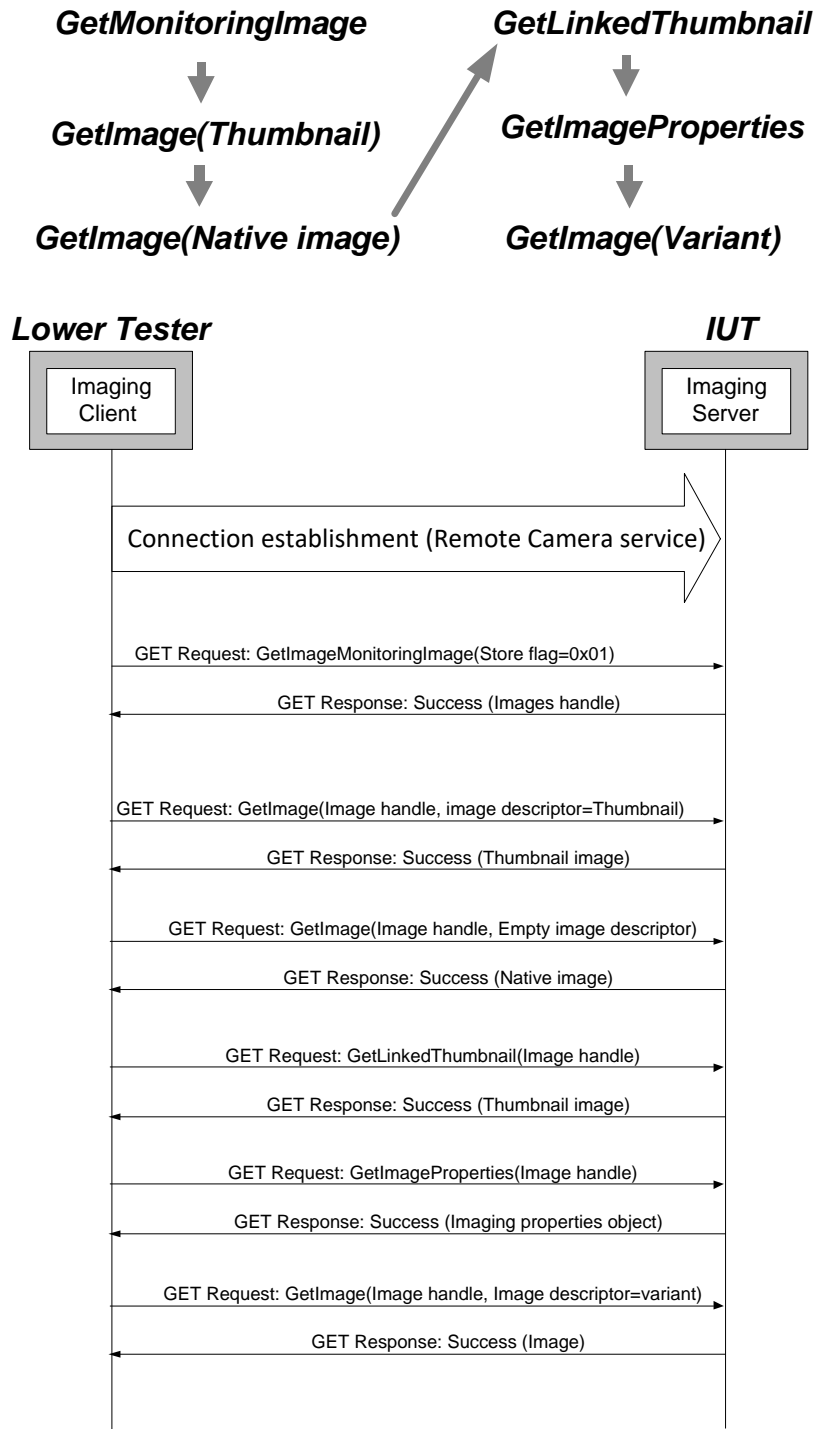 GetMonitoringImage
GetImage(Thumbnail)
GetImage(Native image)
GetLinkedThumbnail
GetImageProperties
GetImage(Variant)
Lower Tester
IUT
Imaging
Client
Imaging
Server
Connection establishment (Remote Camera service)
GET Request: GetImageMonitoringImage(Store flag=0x01)
GET Response: Success (Images handle)
GET Request: GetImage(Image handle, image descriptor=Thumbnail)
GET Response: Success (Thumbnail image)
GET Request: GetImage(Image handle, Empty image descriptor)
GET Response: Success (Native image)
GET Request: GetLinkedThumbnail(Image handle)
GET Response: Success (Thumbnail image)
GET Request: GetImageProperties(Image handle)
GET Response: Success (Imaging properties object)
GET Request: GetImage(Image handle, Image descriptor=variant)
GET Response: Success (Image)